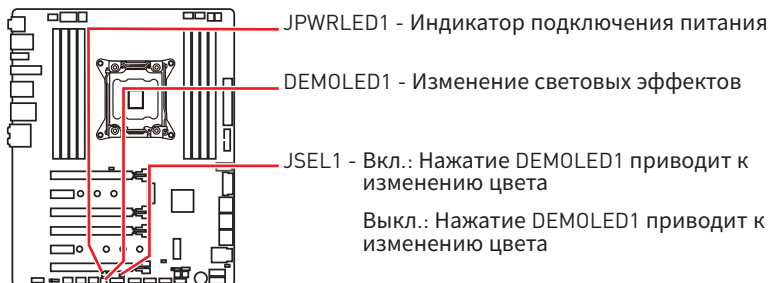 JPWRLED1 - Индикатор подключения питания
DEMOLED1 - Изменение световых эффектов
JSEL1 - Вкл.: Нажатие DEMOLED1 приводит к
изменению цвета
Выкл.: Нажатие DEMOLED1 приводит к
изменению цвета